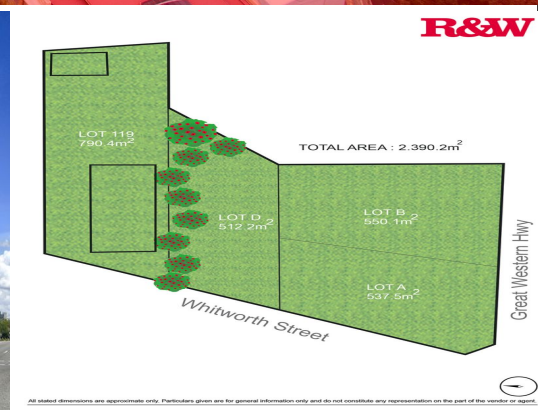 R&W
LOT 119
790.4m²
TOTAL AREA : 2.390.2m²
LOT D
512.2m²
LOT B
550.1m²
LOT A
537.5m²
Great Western Hwy
Whitworth Street
All stated dimensions are approximate only. Particulars given are for general information only and do not constitute any representation on the part of the vendor or agent.